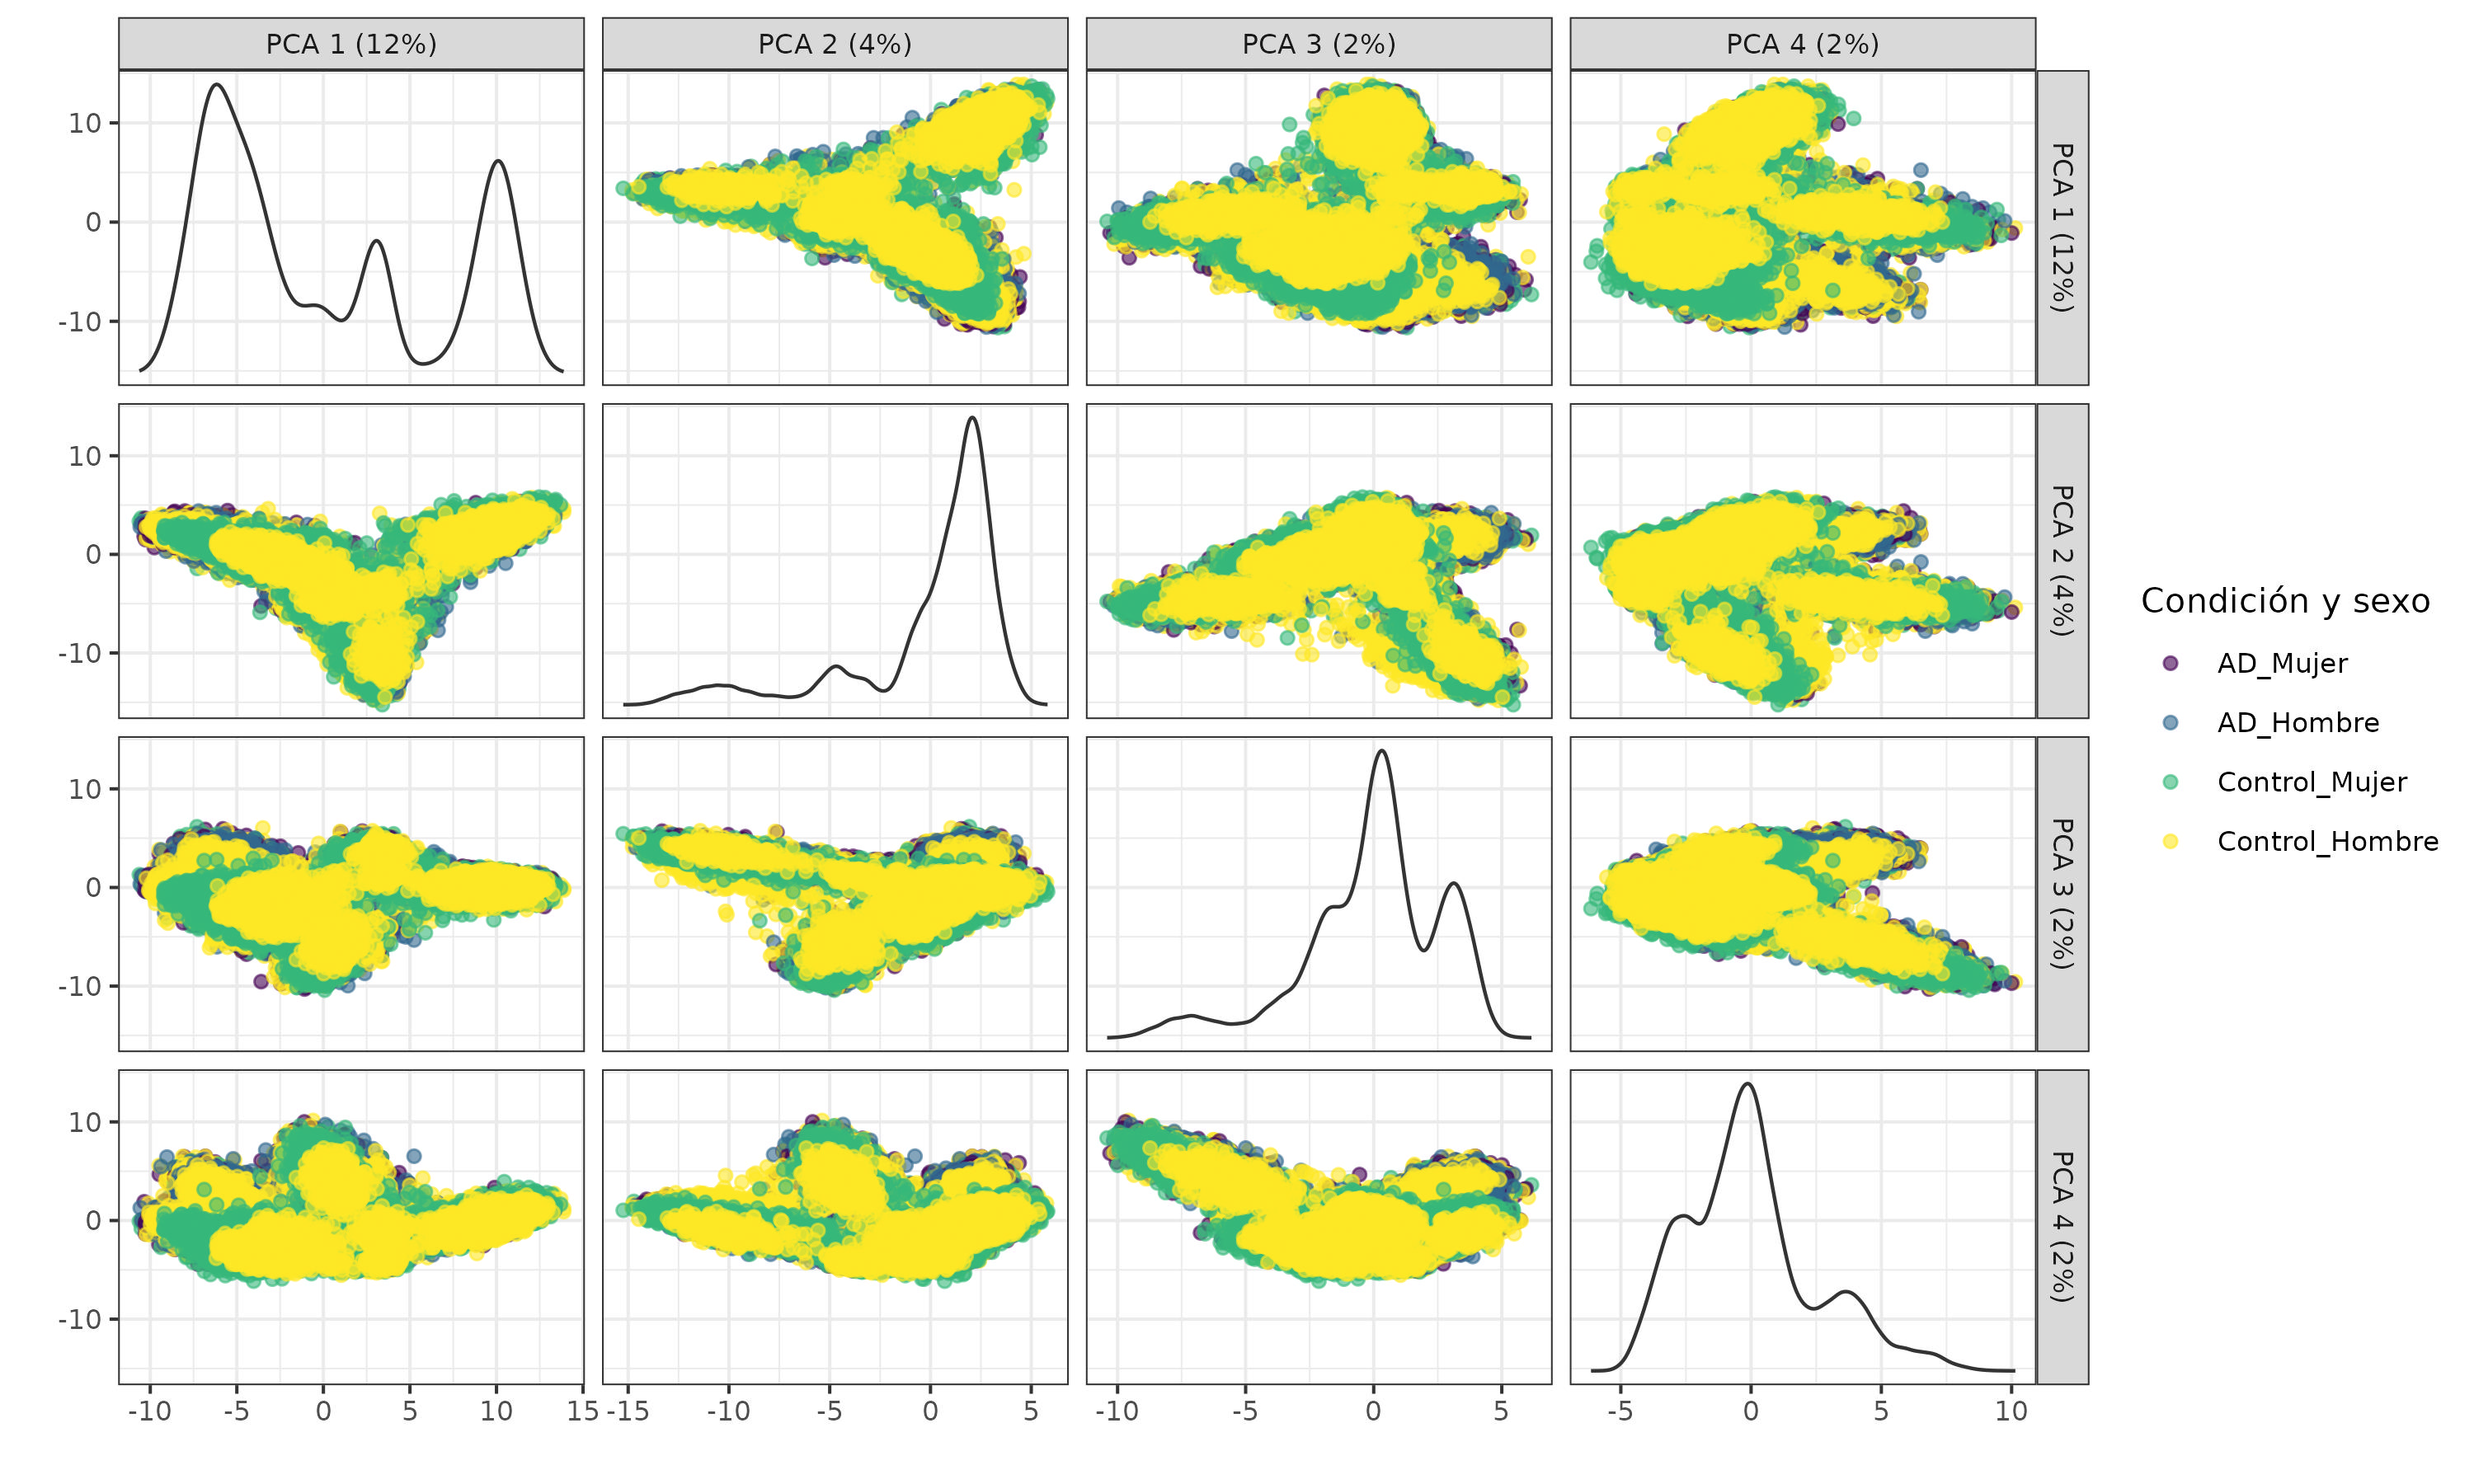 PCA 1 (12%)
PCA 2 (4%)
PCA 3 (2%)
PCA 4 (2%)
10
0
-10
PCA 1 (12%)
10
0
-10
PCA 2 (4%)
10
0
-10
PCA 3 (2%)
10
0
-10
PCA 4 (2%)
-10 -5 0 5 10 15
-15 -10 -5 0 5
-10 -5 0 5
-5 0 5 10
Condición y sexo
AD_Mujer
AD_Hombre
Control_Mujer
Control_Hombre